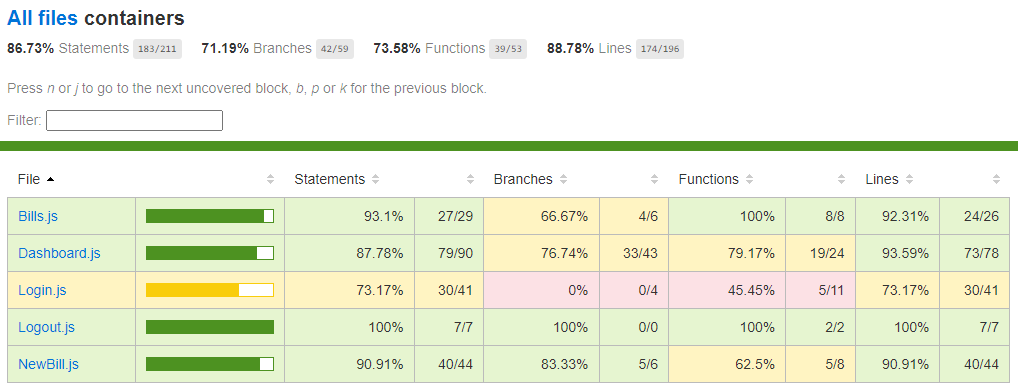 All files containers
86.73% Statements 183/211 71.19% Branches 42/59 73.58% Functions 39/53 88.78% Lines 174/196
Press n or j to go to the next uncovered block, b, p or k for the previous block.
Filter:
File Statements Branches Functions Lines
Bills.js 93.1% 27/29 66.67% 4/6 100% 8/8 92.31% 24/26
Dashboard.js 87.78% 79/90 76.74% 33/43 79.17% 19/24 93.59% 73/78
Login.js 73.17% 30/41 0% 0/4 45.45% 5/11 73.17% 30/41
Logout.js 100% 7/7 100% 0/0 100% 2/2 100% 7/7
NewBill.js 90.91% 40/44 83.33% 5/6 62.5% 5/8 90.91% 40/44